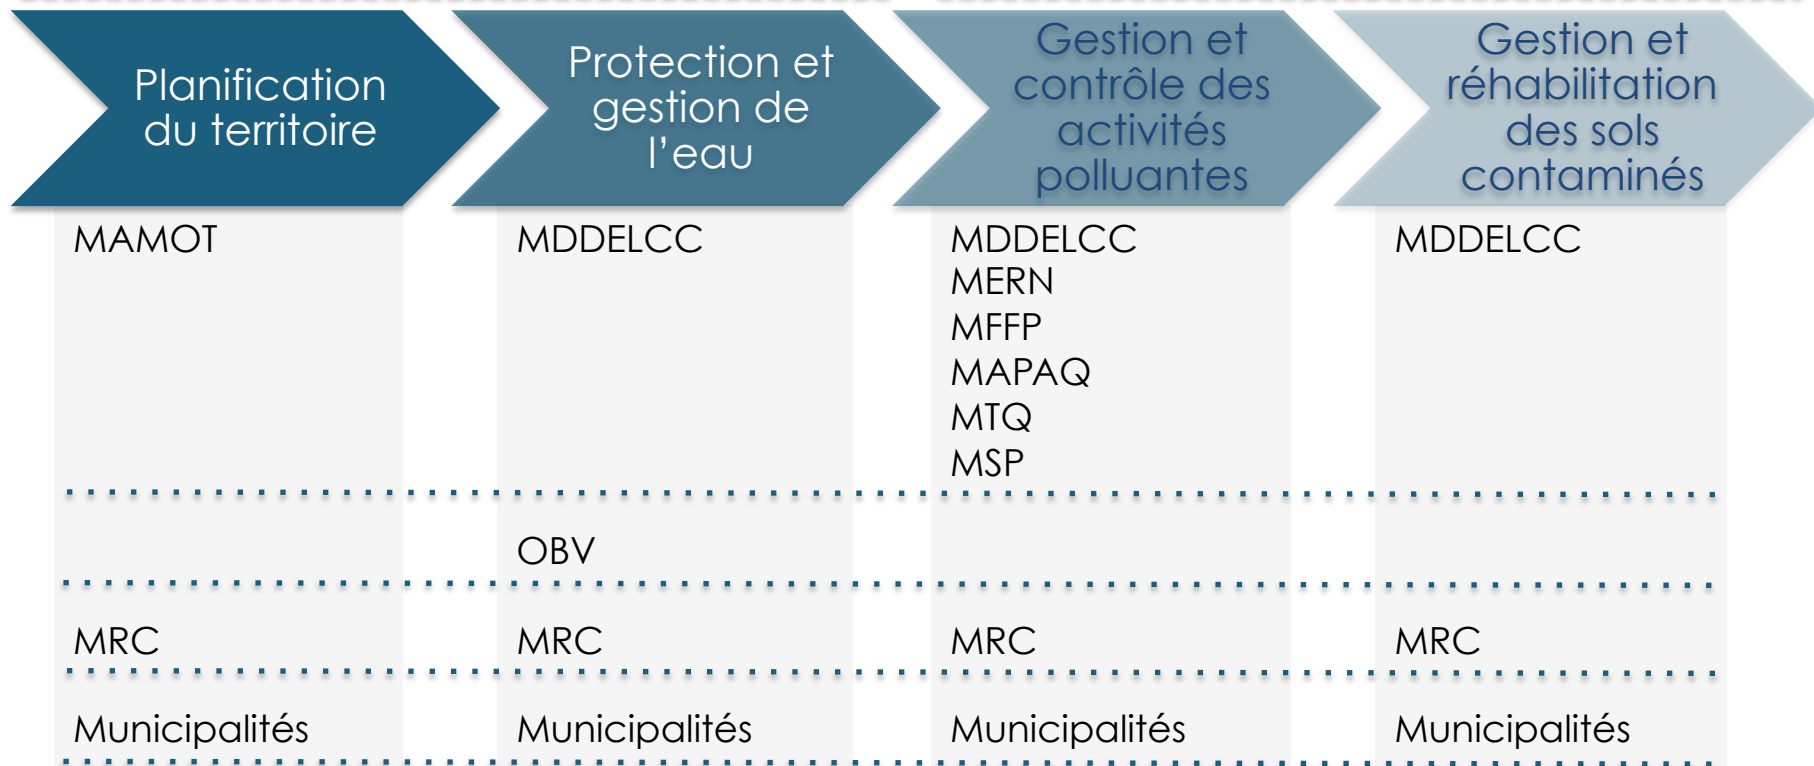 Planification
du territoire
Protection et
gestion de
l’eau
Gestion et
contrôle des
activités
polluantes
Gestion et
réhabilitation
des sols
contaminés
MAMOT
MDDELCC
MDDELCC
MERN
MFFP
MAPAQ
MTQ
MSP
MDDELCC
OBV
MRC
MRC
MRC
MRC
Municipalités
Municipalités
Municipalités
Municipalités